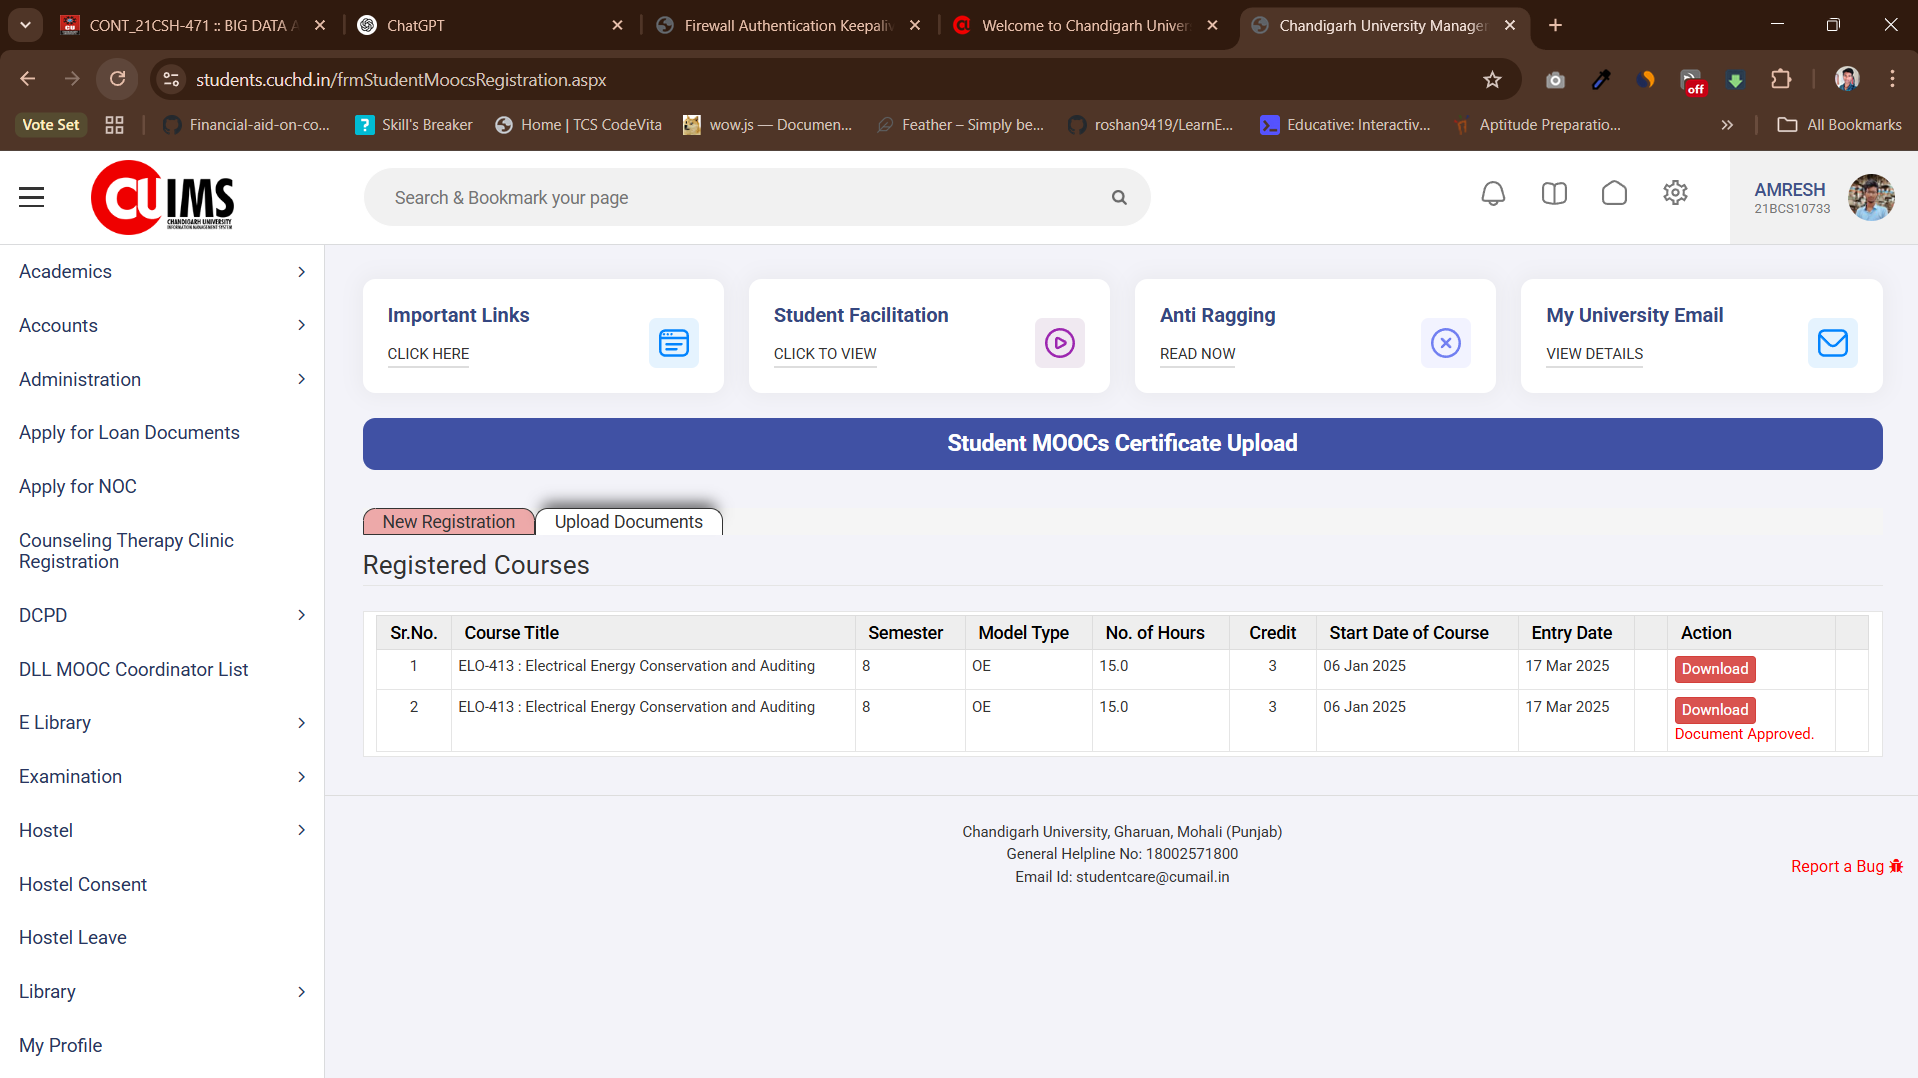 CONT_21CSH-471 :: BIG DATA A
ChatGPT
Firewall Authentication Keepaliv
Welcome to Chandigarh Univers
Chandigarh University Manager
students.cuchd.in/frmStudentMoocsRegistration.aspx
off
Vote Set
Financial-aid-on-co...
Skill's Breaker
Home | TCS CodeVita
wow.js — Documen...
Feather – Simply be...
roshan9419/LearnE...
Educative: Interactiv...
Aptitude Preparatio...
All Bookmarks
CU IMS
CHANDIGARH UNIVERSITY
INFORMATION MANAGEMENT SYSTEM
Search & Bookmark your page
AMRESH
21BCS10733
Academics
Accounts
Administration
Apply for Loan Documents
Apply for NOC
Counseling Therapy Clinic
Registration
DCPD
DLL MOOC Coordinator List
E Library
Examination
Hostel
Hostel Consent
Hostel Leave
Library
My Profile
Important Links
CLICK HERE
Student Facilitation
CLICK TO VIEW
Anti Ragging
READ NOW
My University Email
VIEW DETAILS
Student MOOCs Certificate Upload
New Registration
Upload Documents
Registered Courses
Sr.No. Course Title Semester Model Type No. of Hours Credit Start Date of Course Entry Date Action
1 ELO-413 : Electrical Energy Conservation and Auditing 8 OE 15.0 3 06 Jan 2025 17 Mar 2025 Download
2 ELO-413 : Electrical Energy Conservation and Auditing 8 OE 15.0 3 06 Jan 2025 17 Mar 2025 Download
Document Approved.
Chandigarh University, Gharuan, Mohali (Punjab)
General Helpline No: 18002571800
Email Id: studentcare@cumail.in
Report a Bug